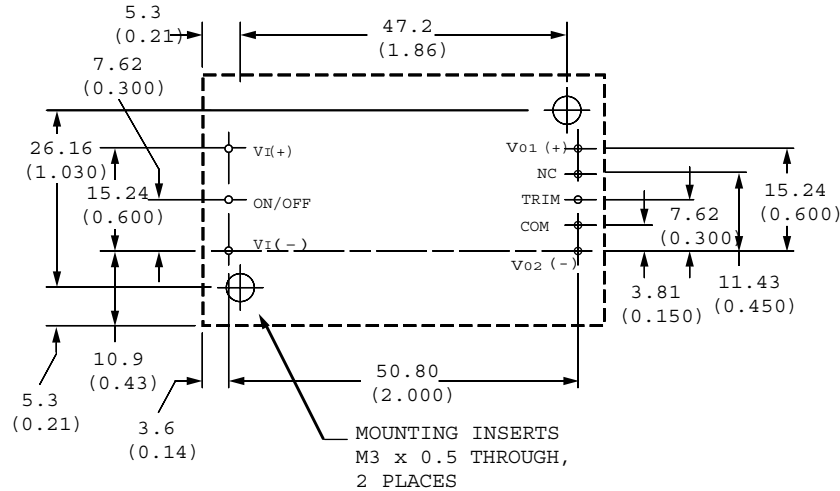 5.3
(0.21)
47.2
(1.86)
7.62
(0.300)
26.16
(1.030)
15.24
(0.600)
VI(+)
ON/OFF
VI(-)
VO1 (+)
NC
TRIM
COM
VO2 (-)
15.24
(0.600)
7.62
(0.300)
11.43
(0.450)
3.81
(0.150)
10.9
(0.43)
5.3
(0.21)
3.6
(0.14)
50.80
(2.000)
MOUNTING INSERTS
M3 x 0.5 THROUGH,
2 PLACES